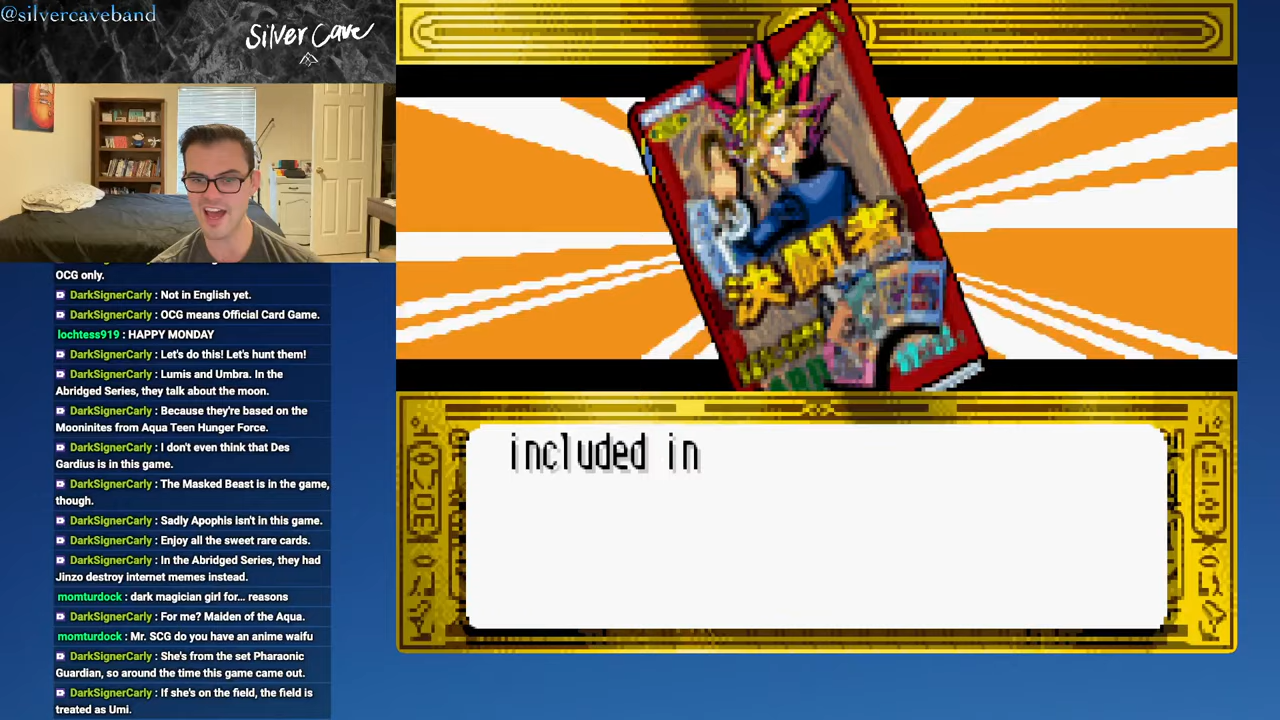 @silvercaveband
Silver Cave
OCG only.
DarkSignerCarly : Not in English yet.
DarkSignerCarly : OCG means Official Card Game.
lochtess919 : HAPPY MONDAY
DarkSignerCarly : Let's do this! Let's hunt them!
DarkSignerCarly : Lumis and Umbra. In the
Abridged Series, they talk about the moon.
DarkSignerCarly : Because they're based on the
Mooninites from Aqua Teen Hunger Force.
DarkSignerCarly : I don't even think that Des
Gardius is in this game.
DarkSignerCarly : The Masked Beast is in the game,
though.
DarkSignerCarly : Sadly Apophis isn't in this game.
DarkSignerCarly : Enjoy all the sweet rare cards.
DarkSignerCarly : In the Abridged Series, they had
Jinzo destroy internet memes instead.
momturdock : dark magician girl for... reasons
DarkSignerCarly : For me? Maiden of the Aqua.
momturdock : Mr. SCG do you have an anime waifu
DarkSignerCarly : She's from the set Pharaonic
Guardian, so around the time this game came out.
DarkSignerCarly : If she's on the field, the field is
treated as Umi.
決闘者
included in